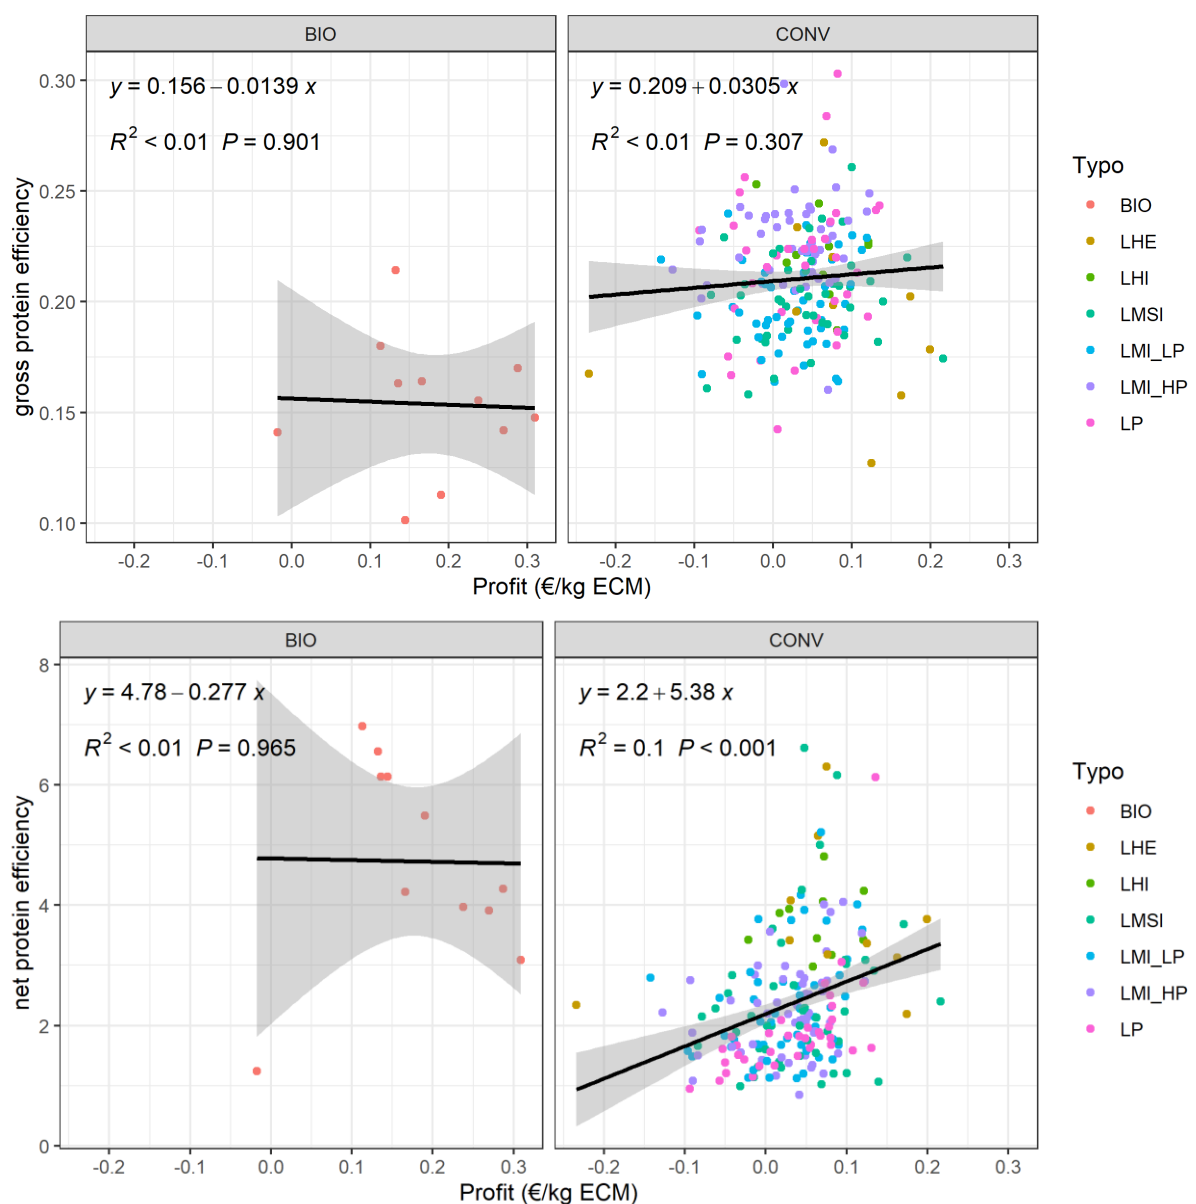 BIO CONV
y = 0.156 − 0.0139 x y = 0.209 + 0.0305 x
R² < 0.01 P = 0.901 R² < 0.01 P = 0.307
gross protein efficiency
0.30
0.25
0.20
0.15
0.10
-0.2 -0.1 0.0 0.1 0.2 0.3 -0.2 -0.1 0.0 0.1 0.2 0.3
Profit (€/kg ECM)
Typo
BIO
LHE
LHI
LMSI
LMI_LP
LMI_HP
LP
BIO CONV
y = 4.78 − 0.277 x y = 2.2 + 5.38 x
R² < 0.01 P = 0.965 R² = 0.1 P < 0.001
net protein efficiency
8
6
4
2
0
-0.2 -0.1 0.0 0.1 0.2 0.3 -0.2 -0.1 0.0 0.1 0.2 0.3
Profit (€/kg ECM)
Typo
BIO
LHE
LHI
LMSI
LMI_LP
LMI_HP
LP